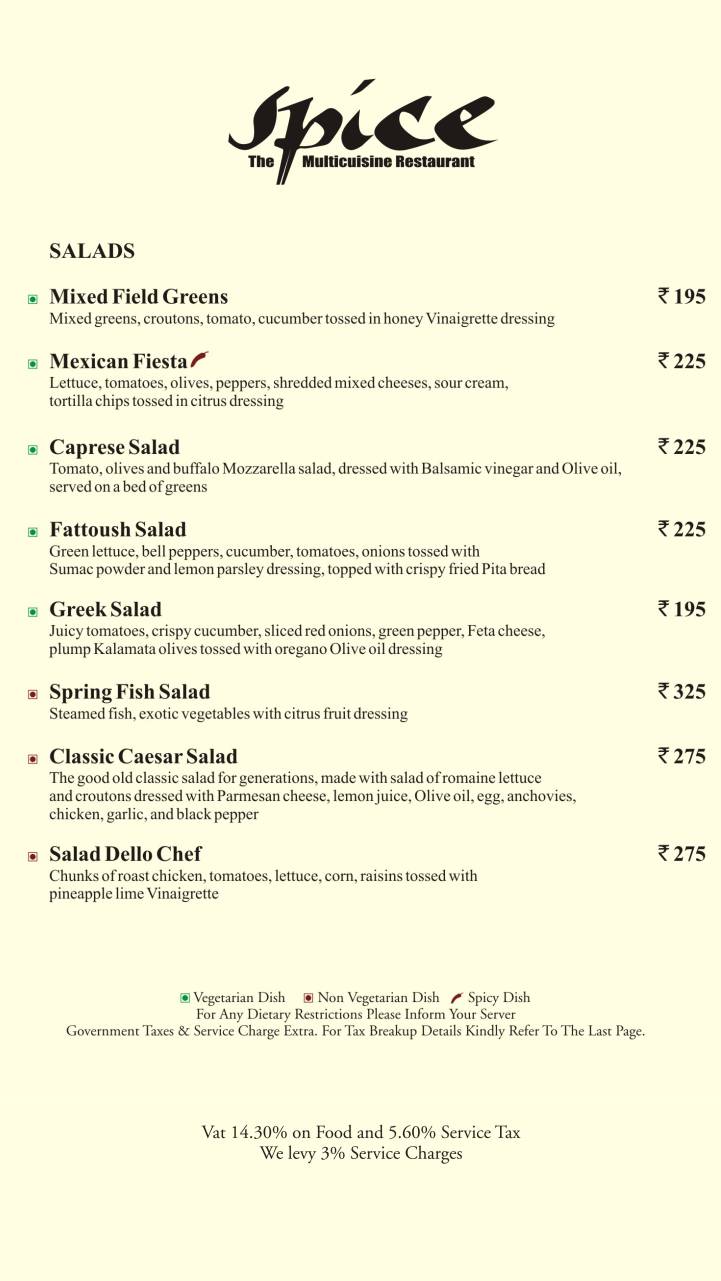 spice
The Multicuisine Restaurant
SALADS
Mixed Field Greens ₹ 195
Mixed greens, croutons, tomato, cucumber tossed in honey Vinaigrette dressing
Mexican Fiesta ₹ 225
Lettuce, tomatoes, olives, peppers, shredded mixed cheeses, sour cream,
tortilla chips tossed in citrus dressing
Caprese Salad ₹ 225
Tomato, olives and buffalo Mozzarella salad, dressed with Balsamic vinegar and Olive oil,
served on a bed of greens
Fattoush Salad ₹ 225
Green lettuce, bell peppers, cucumber, tomatoes, onions tossed with
Sumac powder and lemon parsley dressing, topped with crispy fried Pita bread
Greek Salad ₹ 195
Juicy tomatoes, crispy cucumber, sliced red onions, green pepper, Feta cheese,
plump Kalamata olives tossed with oregano Olive oil dressing
Spring Fish Salad ₹ 325
Steamed fish, exotic vegetables with citrus fruit dressing
Classic Caesar Salad ₹ 275
The good old classic salad for generations, made with salad of romaine lettuce
and croutons dressed with Parmesan cheese, lemon juice, Olive oil, egg, anchovies,
chicken, garlic, and black pepper
Salad Dello Chef ₹ 275
Chunks of roast chicken, tomatoes, lettuce, corn, raisins tossed with
pineapple lime Vinaigrette
Vegetarian Dish Non Vegetarian Dish Spicy Dish
For Any Dietary Restrictions Please Inform Your Server
Government Taxes & Service Charge Extra. For Tax Breakup Details Kindly Refer To The Last Page.
Vat 14.30% on Food and 5.60% Service Tax
We levy 3% Service Charges